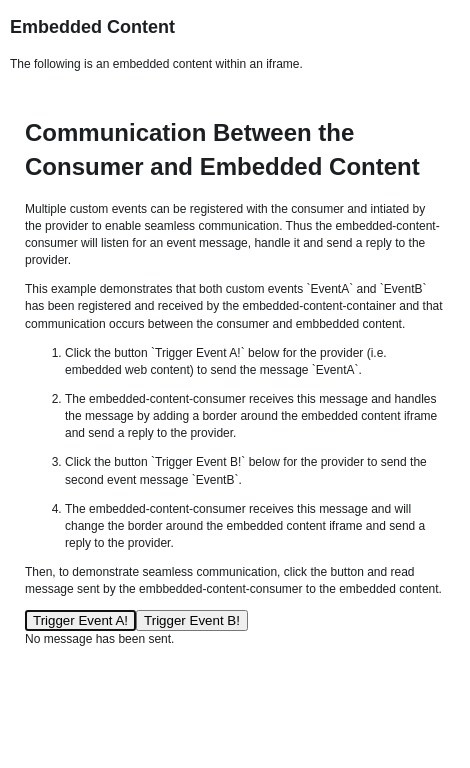 Embedded Content
The following is an embedded content within an iframe.
Communication Between the
Consumer and Embedded Content
Multiple custom events can be registered with the consumer and intiated by
the provider to enable seamless communication. Thus the embedded-content-
consumer will listen for an event message, handle it and send a reply to the
provider.
This example demonstrates that both custom events `EventA` and `EventB`
has been registered and received by the embedded-content-container and that
communication occurs between the consumer and embbedded content.
1. Click the button `Trigger Event A!` below for the provider (i.e.
embedded web content) to send the message `EventA`.
2. The embedded-content-consumer receives this message and handles
the message by adding a border around the embedded content iframe
and send a reply to the provider.
3. Click the button `Trigger Event B!` below for the provider to send the
second event message `EventB`.
4. The embedded-content-consumer receives this message and will
change the border around the embedded content iframe and send a
reply to the provider.
Then, to demonstrate seamless communication, click the button and read
message sent by the embbedded-content-consumer to the embedded content.
Trigger Event A! Trigger Event B!
No message has been sent.